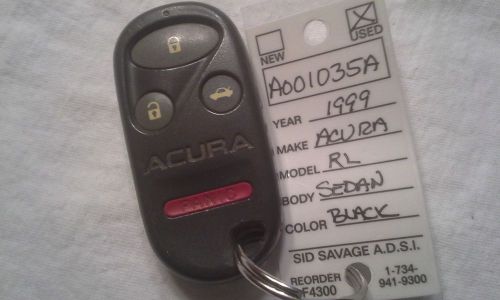 ACURA
PANIC
NEW
USED
A001035A
YEAR 1999
MAKE ACURA
MODEL RL
BODY SEDAN
COLOR BLACK
SID SAVAGE A.D.S.I.
REORDER 1-734-
F4300 941-9300